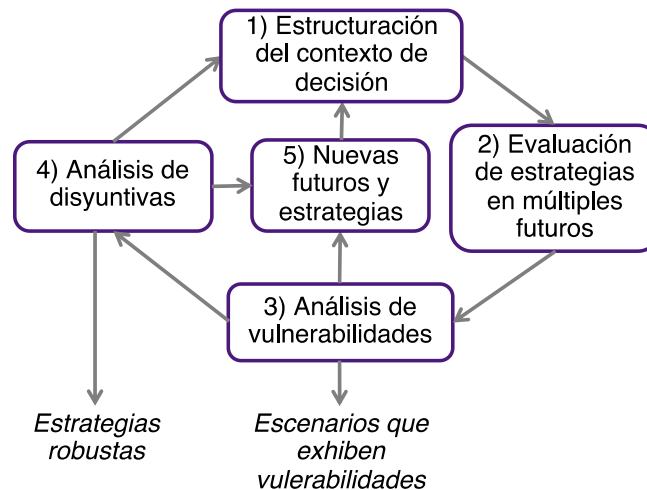 1) Estructuración
del contexto de
decisión
2) Evaluación
de estrategias
en múltiples
futuros
4) Análisis de
disyuntivas
5) Nuevas
futuros y
estrategias
3) Análisis de
vulnerabilidades
Estrategias
robustas
Escenarios que
exhiben
vulerabilidades